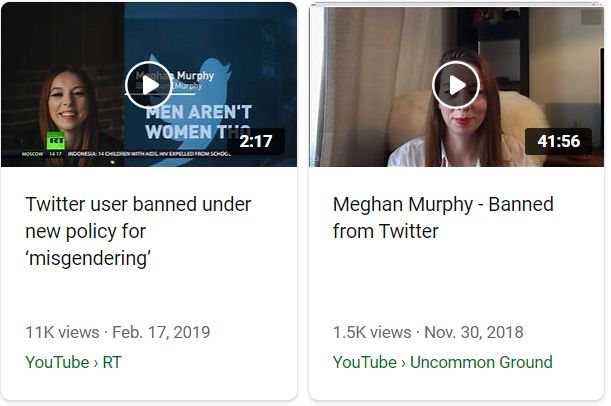 Meghan Murphy
@MeghanEMurphy
MEN AREN'T
WOMEN THO
RT
MOSCOW 14 17 INDONESIA: 14 CHILDREN WITH AIDS, HIV EXPELLED FROM SCHOOL
2:17
Twitter user banned under
new policy for
‘misgendering’
11K views · Feb. 17, 2019
YouTube › RT
41:56
Meghan Murphy - Banned
from Twitter
1.5K views · Nov. 30, 2018
YouTube › Uncommon Ground